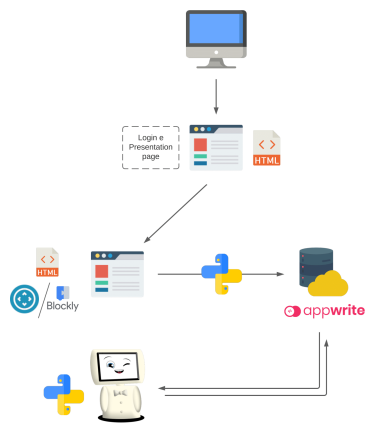 Login e
Presentation
page
HTML
HTML
Blockly
appwrite